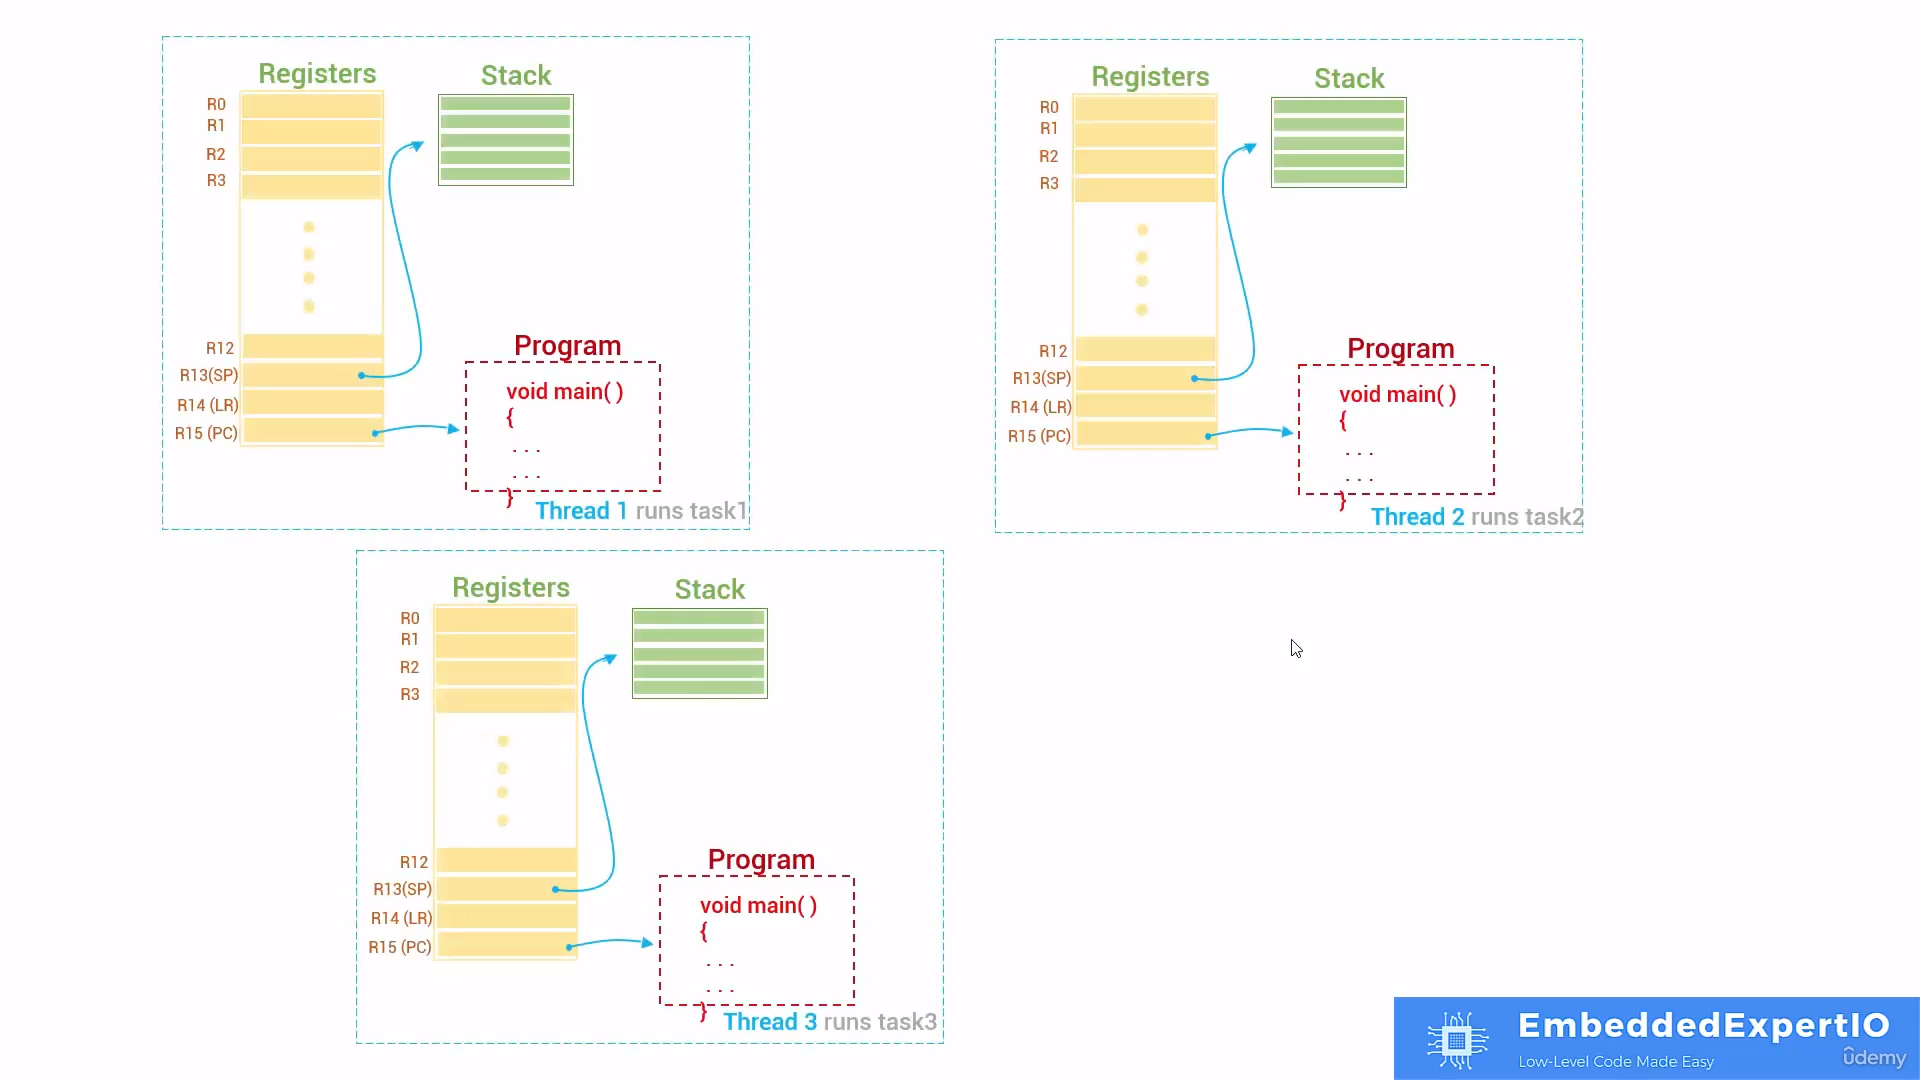 Registers
Stack
R0
R1
R2
R3
R12
R13(SP)
R14 (LR)
R15 (PC)
Program
void main( )
{
. . .
. . .
}
Thread 1 runs task1
Registers
Stack
R0
R1
R2
R3
R12
R13(SP)
R14 (LR)
R15 (PC)
Program
void main( )
{
. . .
. . .
}
Thread 2 runs task2
Registers
Stack
R0
R1
R2
R3
R12
R13(SP)
R14 (LR)
R15 (PC)
Program
void main( )
{
. . .
. . .
}
Thread 3 runs task3
EmbeddedExpertIO
Low-Level Code Made Easy
udemy